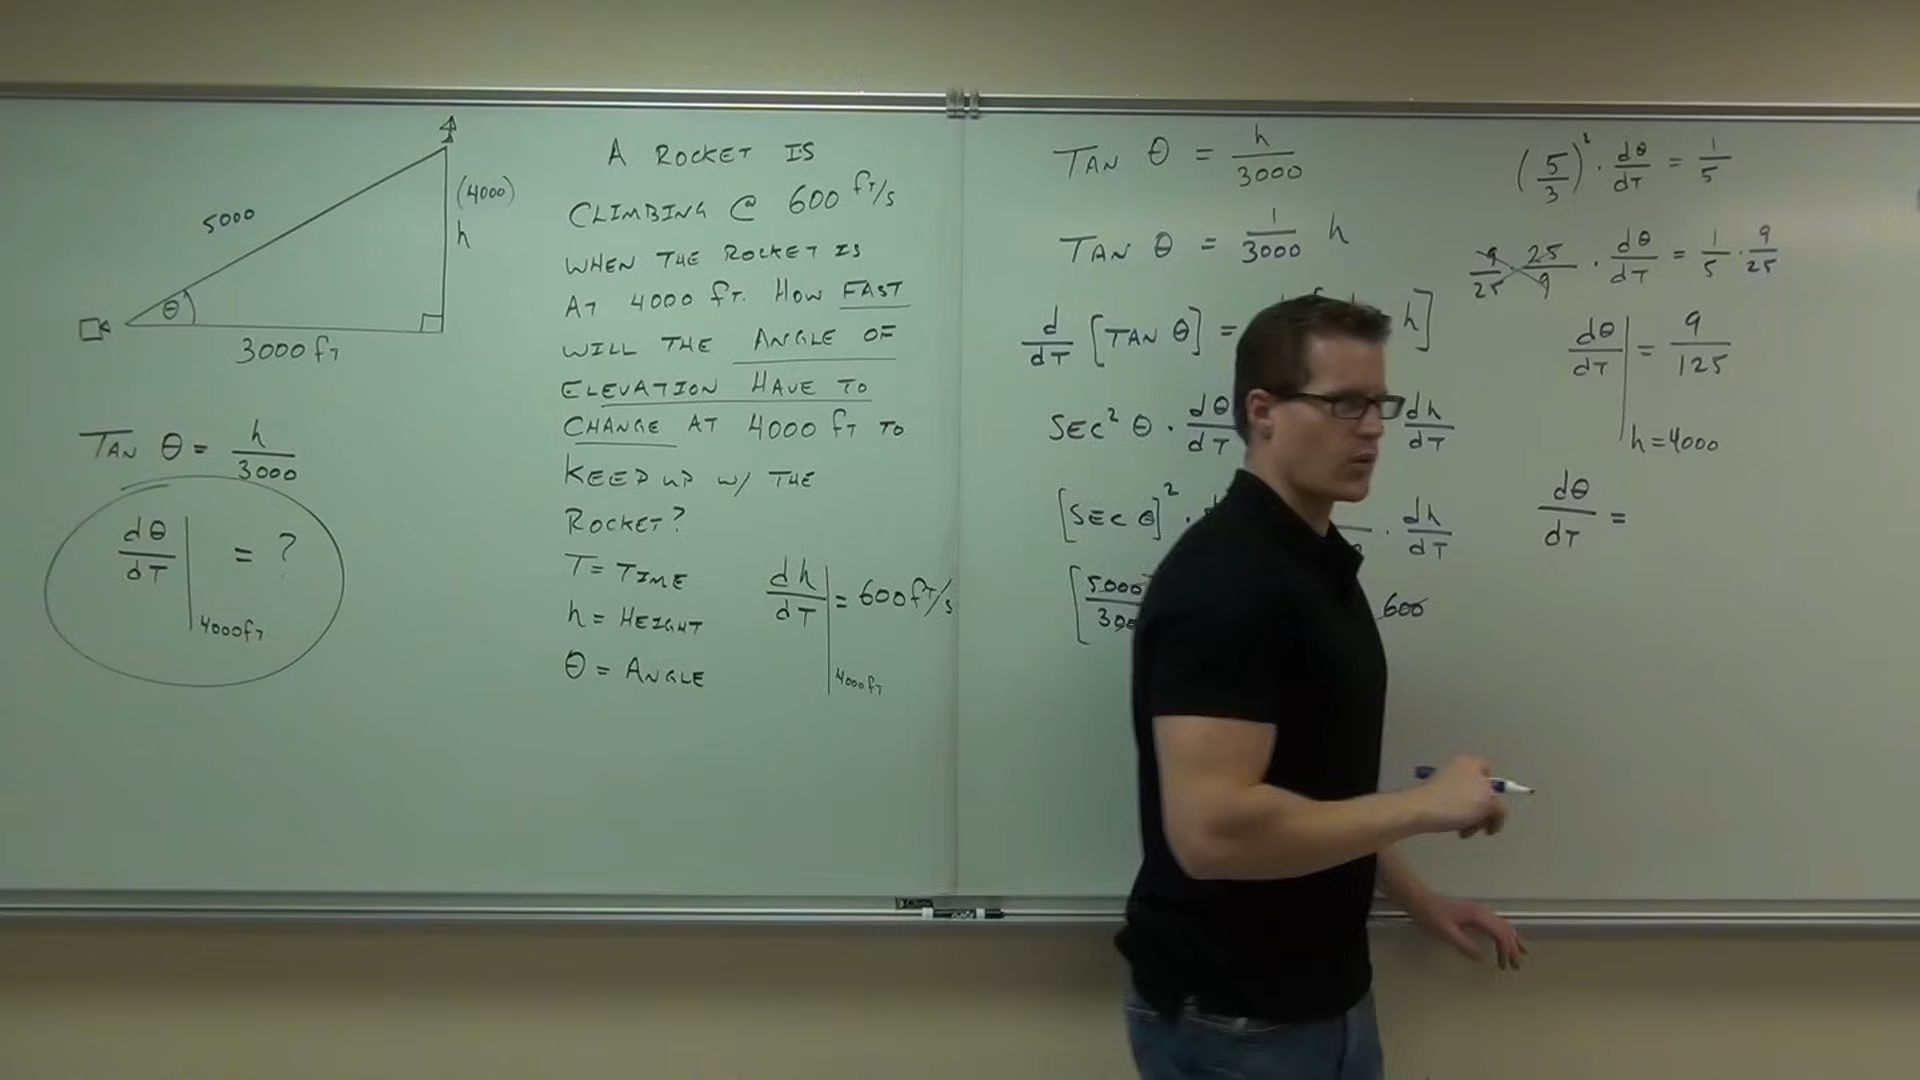 5000
(4000)
h
θ
3000 fT
TAN θ = h/3000
dθ/dT | 4000fT = ?
A ROCKET IS
CLIMBING @ 600 fT/s
WHEN THE ROCKET IS
AT 4000 fT. HOW FAST
WILL THE ANGLE OF
ELEVATION HAVE TO
CHANGE AT 4000 fT TO
KEEP UP W/ THE
ROCKET?
T = TIME
h = HEIGHT
θ = ANGLE
dh/dT | 4000fT = 600 fT/s
TAN θ = h/3000
TAN θ = 1/3000 h
d/dT [TAN θ] = h]
SEC² θ · dθ/dT dh/dT
[SEC θ]² · · dh/dT
[5000/300 600
(5/3)² · dθ/dT = 1/5
9/25 · 25/9 · dθ/dT = 1/5 · 9/25
dθ/dT | h=4000 = 9/125
dθ/dT =